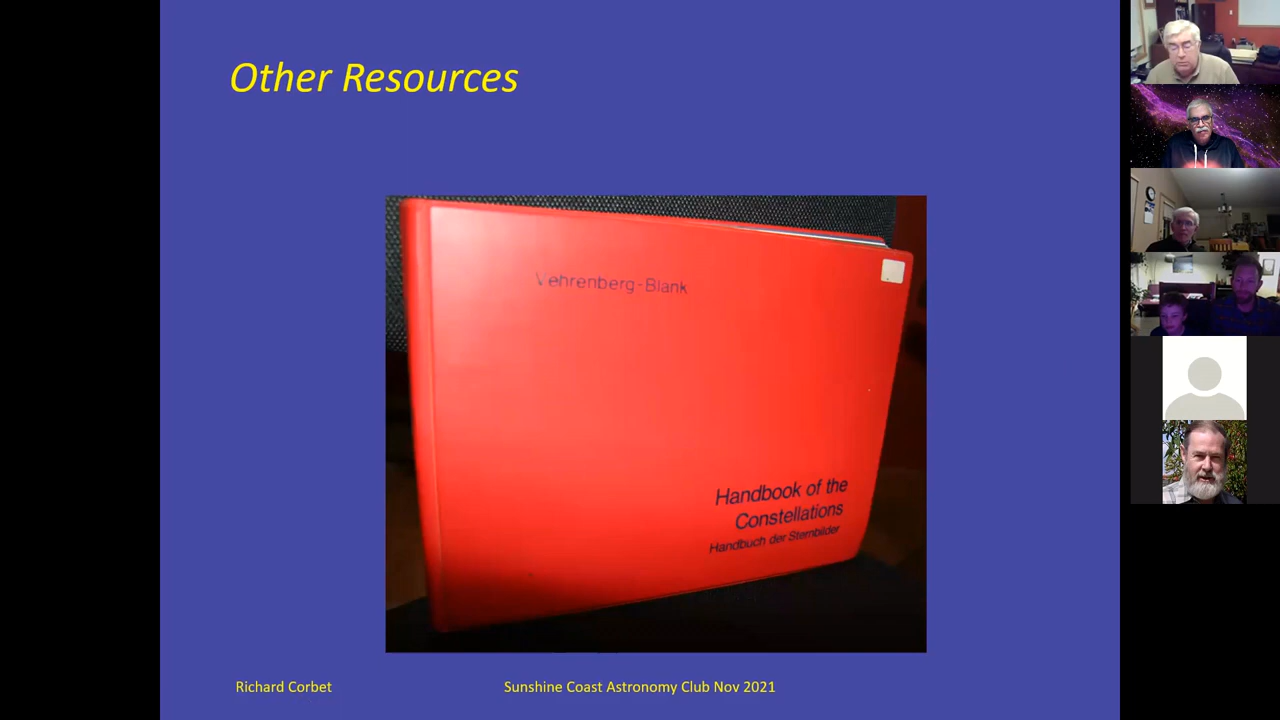 Other Resources
Vehrenberg-Blank
Handbook of the
Constellations
Handbuch der Sternbilder
Richard Corbet
Sunshine Coast Astronomy Club Nov 2021